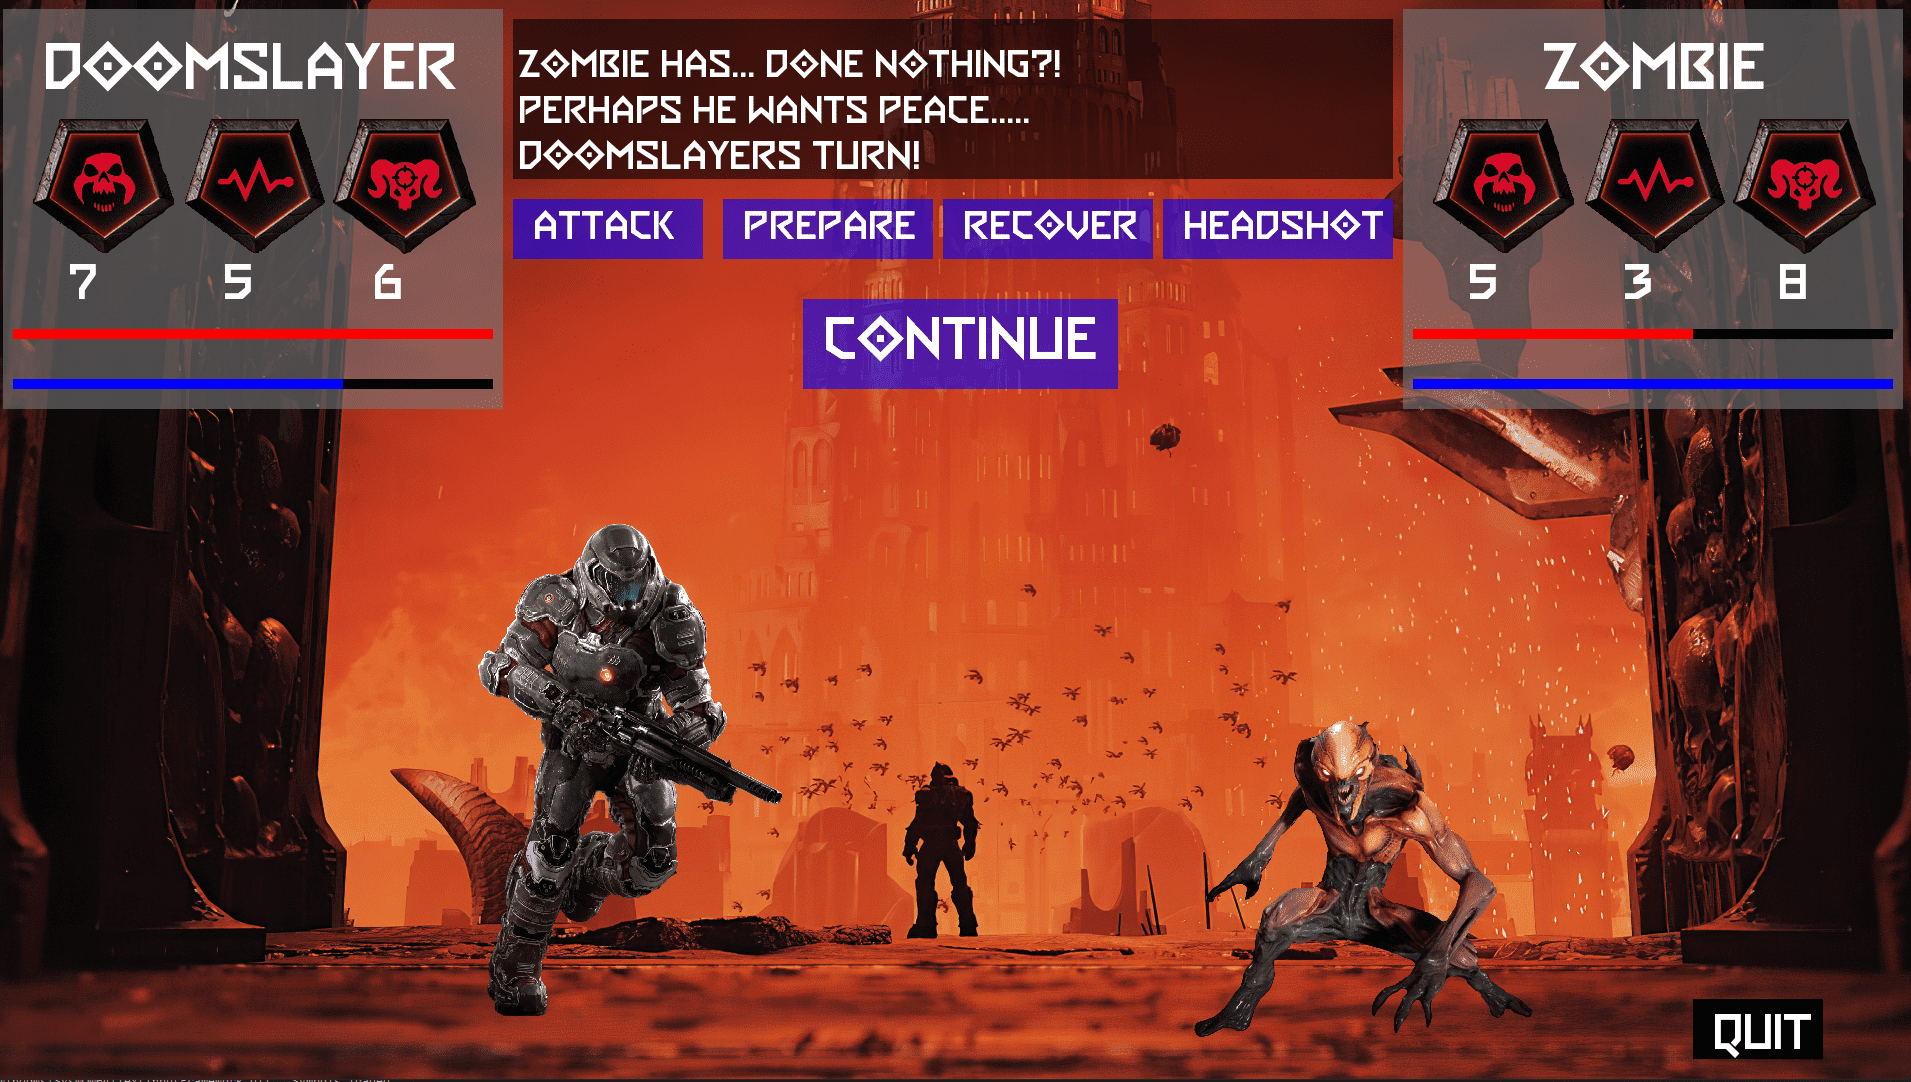 DOOMSLAYER
7 5 6
ZOMBIE HAS... DONE NOTHING?!
PERHAPS HE WANTS PEACE.....
DOOMSLAYERS TURN!
ATTACK PREPARE RECOVER HEADSHOT
CONTINUE
ZOMBIE
5 3 8
QUIT